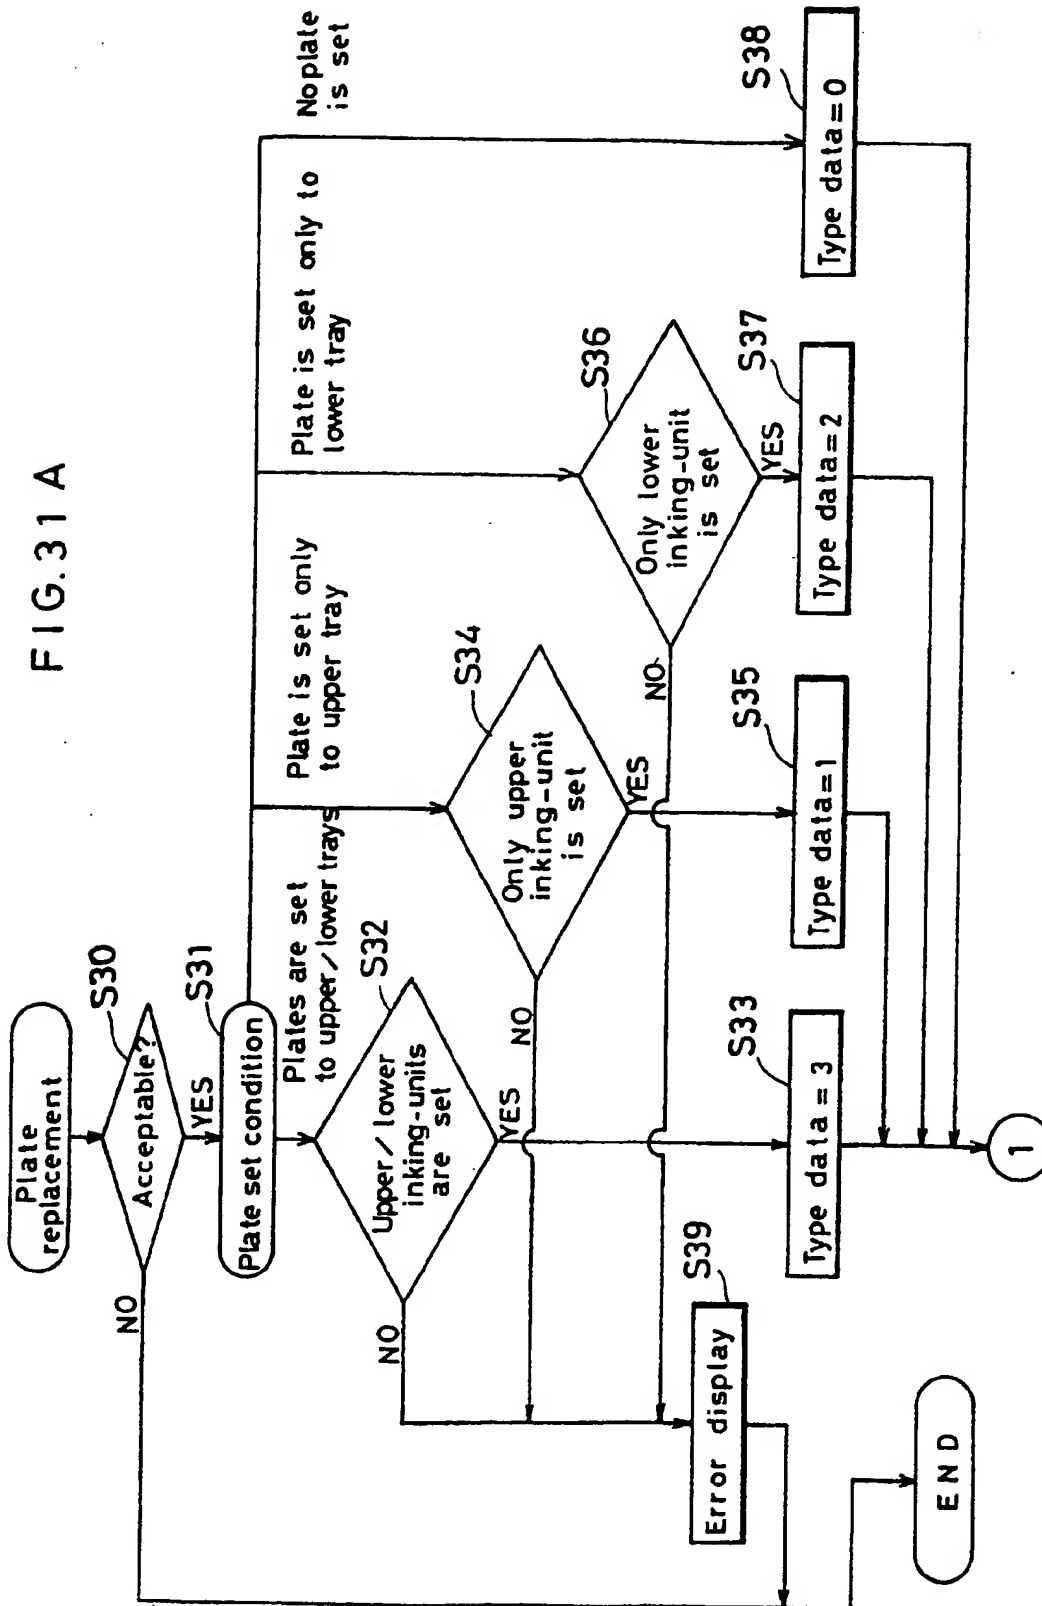 FIG.31 A
Plate
replacement
S30
Acceptable?
NO
YES
S31
Plate set condition
Plates are set
to upper/lower trays
Plate is set only
to upper tray
Plate is set only to
lower tray
Noplate
is set
S32
Upper/lower
inking-units
are set
NO
YES
S34
Only upper
inking-unit
is set
NO
YES
S36
Only lower
inking-unit
is set
NO
YES
S39
Error display
S33
Type data = 3
S35
Type data=1
S37
Type data=2
S38
Type data=0
END
1